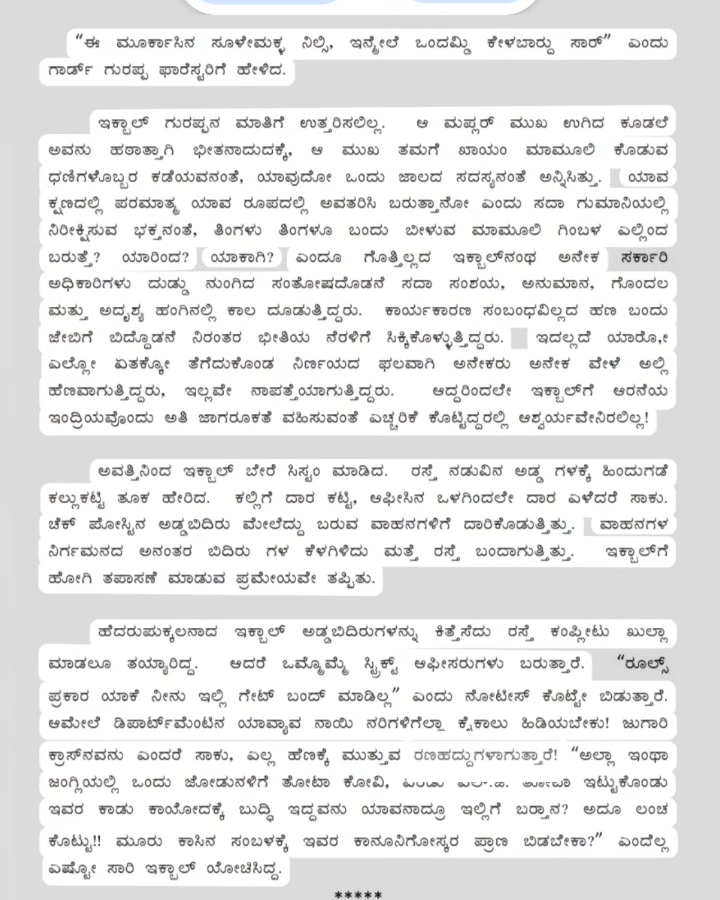 “ಈ ಮೂರ್ಕಾಸಿನ ಸೂಳೇಮಕ್ಳ ನಿಲ್ಸಿ, ಇನ್ಮೇಲೆ ಒಂದಮ್ಡಿ ಕೇಳಬಾರ‍್ದು ಸಾರ್” ಎಂದು
ಗಾರ್ಡ್ ಗುರಪ್ಪ ಫಾರೆಸ್ಟರಿಗೆ ಹೇಳಿದ.
ಇಕ್ಬಾಲ್ ಗುರಪ್ಪನ ಮಾತಿಗೆ ಉತ್ತರಿಸಲಿಲ್ಲ. ಆ ಮಫ್ಲರ್ ಮುಖ ಉಗಿದ ಕೂಡಲೆ
ಅವನು ಹಠಾತ್ತಾಗಿ ಭೀತನಾದುದಕ್ಕೆ, ಆ ಮುಖ ತಮಗೆ ಖಾಯಂ ಮಾಮೂಲಿ ಕೊಡುವ
ಧಣಿಗಳೊಬ್ಬರ ಕಡೆಯವನಂತೆ, ಯಾವುದೋ ಒಂದು ಜಾಲದ ಸದಸ್ಯನಂತೆ ಅನ್ನಿಸಿತ್ತು. ಯಾವ
ಕ್ಷಣದಲ್ಲಿ ಪರಮಾತ್ಮ ಯಾವ ರೂಪದಲ್ಲಿ ಅವತರಿಸಿ ಬರುತ್ತಾನೋ ಎಂದು ಸದಾ ಗುಮಾನಿಯಲ್ಲಿ
ನಿರೀಕ್ಷಿಸುವ ಭಕ್ತನಂತೆ, ತಿಂಗಳು ತಿಂಗಳೂ ಬಂದು ಬೀಳುವ ಮಾಮೂಲಿ ಗಿಂಬಳ ಎಲ್ಲಿಂದ
ಬರುತ್ತೆ? ಯಾರಿಂದ? ಯಾಕಾಗಿ? ಎಂದೂ ಗೊತ್ತಿಲ್ಲದ ಇಕ್ಬಾಲ್‌ನಂಥ ಅನೇಕ ಸರ್ಕಾರಿ
ಅಧಿಕಾರಿಗಳು ದುಡ್ಡು ನುಂಗಿದ ಸಂತೋಷದೊಡನೆ ಸದಾ ಸಂಶಯ, ಅನುಮಾನ, ಗೊಂದಲ
ಮತ್ತು ಅದೃಶ್ಯ ಹಂಗಿನಲ್ಲಿ ಕಾಲ ದೂಡುತ್ತಿದ್ದರು. ಕಾರ್ಯಕಾರಣ ಸಂಬಂಧವಿಲ್ಲದ ಹಣ ಬಂದು
ಜೇಬಿಗೆ ಬಿದ್ದೊಡನೆ ನಿರಂತರ ಭೀತಿಯ ನೆರಳಿಗೆ ಸಿಕ್ಕಿಕೊಳ್ಳುತ್ತಿದ್ದರು. ಇದಲ್ಲದೆ ಯಾರೊ,ೀ
ಎಲ್ಲೋ ಏತಕ್ಕೋ ತೆಗೆದುಕೊಂಡ ನಿರ್ಣಯದ ಫಲವಾಗಿ ಅನೇಕರು ಅನೇಕ ವೇಳೆ ಅಲ್ಲಿ
ಹೆಣವಾಗುತ್ತಿದ್ದರು, ಇಲ್ಲವೇ ನಾಪತ್ತೆಯಾಗುತ್ತಿದ್ದರು. ಆದ್ದರಿಂದಲೇ ಇಕ್ಬಾಲ್‌ಗೆ ಆರನೆಯ
ಇಂದ್ರಿಯವೊಂದು ಅತಿ ಜಾಗರೂಕತೆ ವಹಿಸುವಂತೆ ಎಚ್ಚರಿಕೆ ಕೊಟ್ಟಿದ್ದರಲ್ಲಿ ಆಶ್ಚರ್ಯವೇನಿರಲಿಲ್ಲ!
ಅವತ್ತಿನಿಂದ ಇಕ್ಬಾಲ್ ಬೇರೆ ಸಿಸ್ಟಂ ಮಾಡಿದ. ರಸ್ತೆ ನಡುವಿನ ಅಡ್ಡ ಗಳಕ್ಕೆ ಹಿಂದುಗಡೆ
ಕಲ್ಲುಕಟ್ಟಿ ತೂಕ ಹೇರಿದ. ಕಲ್ಲಿಗೆ ದಾರ ಕಟ್ಟಿ, ಆಫೀಸಿನ ಒಳಗಿಂದಲೇ ದಾರ ಎಳೆದರೆ ಸಾಕು.
ಚೆಕ್ ಪೋಸ್ಟಿನ ಅಡ್ಡಬಿದಿರು ಮೇಲೆದ್ದು ಬರುವ ವಾಹನಗಳಿಗೆ ದಾರಿಕೊಡುತ್ತಿತ್ತು. ವಾಹನಗಳ
ನಿರ್ಗಮನದ ಅನಂತರ ಬಿದಿರು ಗಳ ಕೆಳಗಿಳಿದು ಮತ್ತೆ ರಸ್ತೆ ಬಂದಾಗುತ್ತಿತ್ತು. ಇಕ್ಬಾಲ್‌ಗೆ
ಹೋಗಿ ತಪಾಸಣೆ ಮಾಡುವ ಪ್ರಮೇಯವೇ ತಪ್ಪಿತು.
ಹೆದರುಪುಕ್ಕಲನಾದ ಇಕ್ಬಾಲ್ ಅಡ್ಡಬಿದಿರುಗಳನ್ನು ಕಿತ್ತೆಸೆದು ರಸ್ತೆ ಕಂಪ್ಲೀಟು ಖುಲ್ಲಾ
ಮಾಡಲೂ ತಯ್ಯಾರಿದ್ದ. ಆದರೆ ಒಮ್ಮೊಮ್ಮೆ ಸ್ಟ್ರಿಕ್ಟ್ ಆಫೀಸರುಗಳು ಬರುತ್ತಾರೆ. “ರೂಲ್ಸ್
ಪ್ರಕಾರ ಯಾಕೆ ನೀನು ಇಲ್ಲಿ ಗೇಟ್ ಬಂದ್ ಮಾಡಿಲ್ಲ” ಎಂದು ನೋಟೀಸ್ ಕೊಟ್ಟೇ ಬಿಡುತ್ತಾರೆ.
ಆಮೇಲೆ ಡಿಪಾರ್ಟ್‌ಮೆಂಟಿನ ಯಾವ್ಯಾವ ನಾಯಿ ನರಿಗಳಿಗೆಲ್ಲಾ ಕೈಕಾಲು ಹಿಡಿಯಬೇಕು! ಜುಗಾರಿ
ಕ್ರಾಸ್‌ನವನು ಎಂದರೆ ಸಾಕು, ಎಲ್ಲ ಹೆಣಕ್ಕೆ ಮುತ್ತುವ ರಣಹದ್ದುಗಳಾಗುತ್ತಾರೆ! “ಅಲ್ಲಾ ಇಂಥಾ
ಜಂಗ್ಲಿಯಲ್ಲಿ ಒಂದು ಜೋಡುನಳಿಗೆ ತೋಟಾ ಕೋವಿ, ಇಟ್ಟುಕೊಂಡು
ಇವರ ಕಾಡು ಕಾಯೋದಕ್ಕೆ ಬುದ್ಧಿ ಇದ್ದವನು ಯಾವನಾದ್ರೂ ಇಲ್ಲಿಗೆ ಬರ‍್ತಾನ? ಅದೂ ಲಂಚ
ಕೊಟ್ಟು!! ಮೂರು ಕಾಸಿನ ಸಂಬಳಕ್ಕೆ ಇವರ ಕಾನೂನಿಗೋಸ್ಕರ ಪ್ರಾಣ ಬಿಡಬೇಕಾ?” ಎಂದೆಲ್ಲ
ಎಷ್ಟೋ ಸಾರಿ ಇಕ್ಬಾಲ್ ಯೋಚಿಸಿದ್ದ.
*****